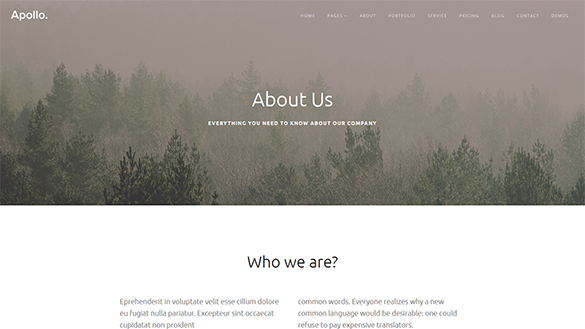 Apollo.
HOME PAGES ABOUT PORTFOLIO SERVICE PRICING BLOG CONTACT DEMOS
About Us
EVERYTHING YOU NEED TO KNOW ABOUT OUR COMPANY
Who we are?
Eprehenderit in voluptate velit esse cillum dolore
eu fugiat nulla pariatur. Excepteur sint occaecat
cupidatat non proident
common words. Everyone realizes why a new
common language would be desirable: one could
refuse to pay expensive translators.